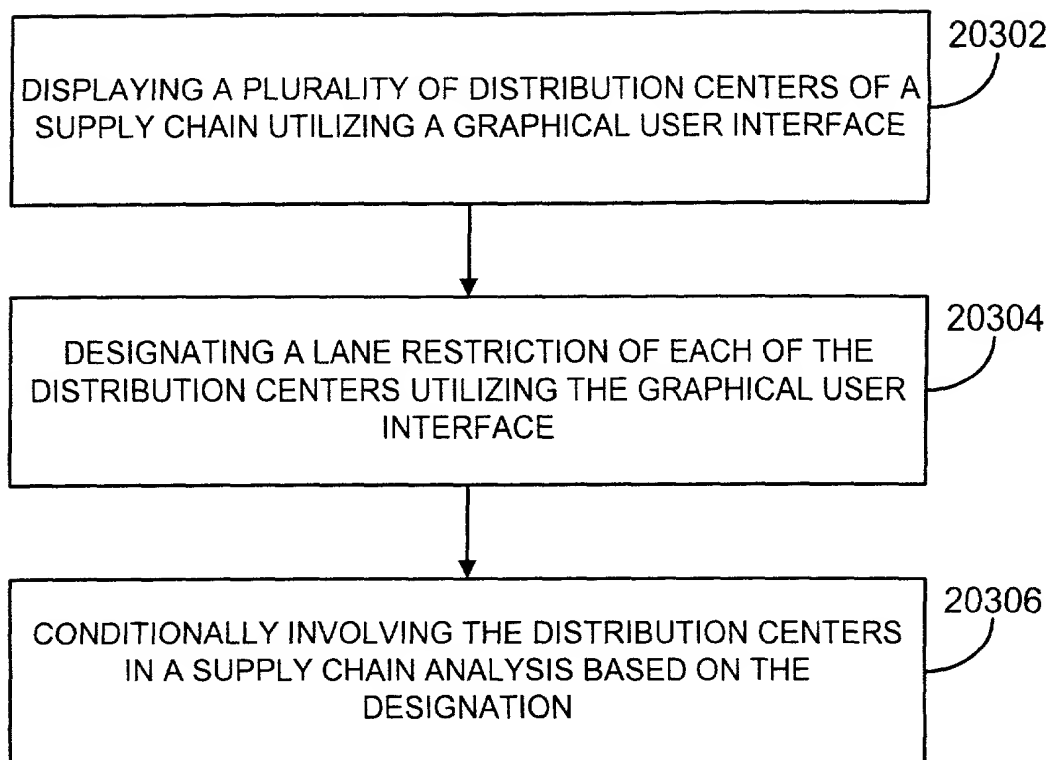 20302
DISPLAYING A PLURALITY OF DISTRIBUTION CENTERS OF A
SUPPLY CHAIN UTILIZING A GRAPHICAL USER INTERFACE
20304
DESIGNATING A LANE RESTRICTION OF EACH OF THE
DISTRIBUTION CENTERS UTILIZING THE GRAPHICAL USER
INTERFACE
20306
CONDITIONALLY INVOLVING THE DISTRIBUTION CENTERS
IN A SUPPLY CHAIN ANALYSIS BASED ON THE
DESIGNATION